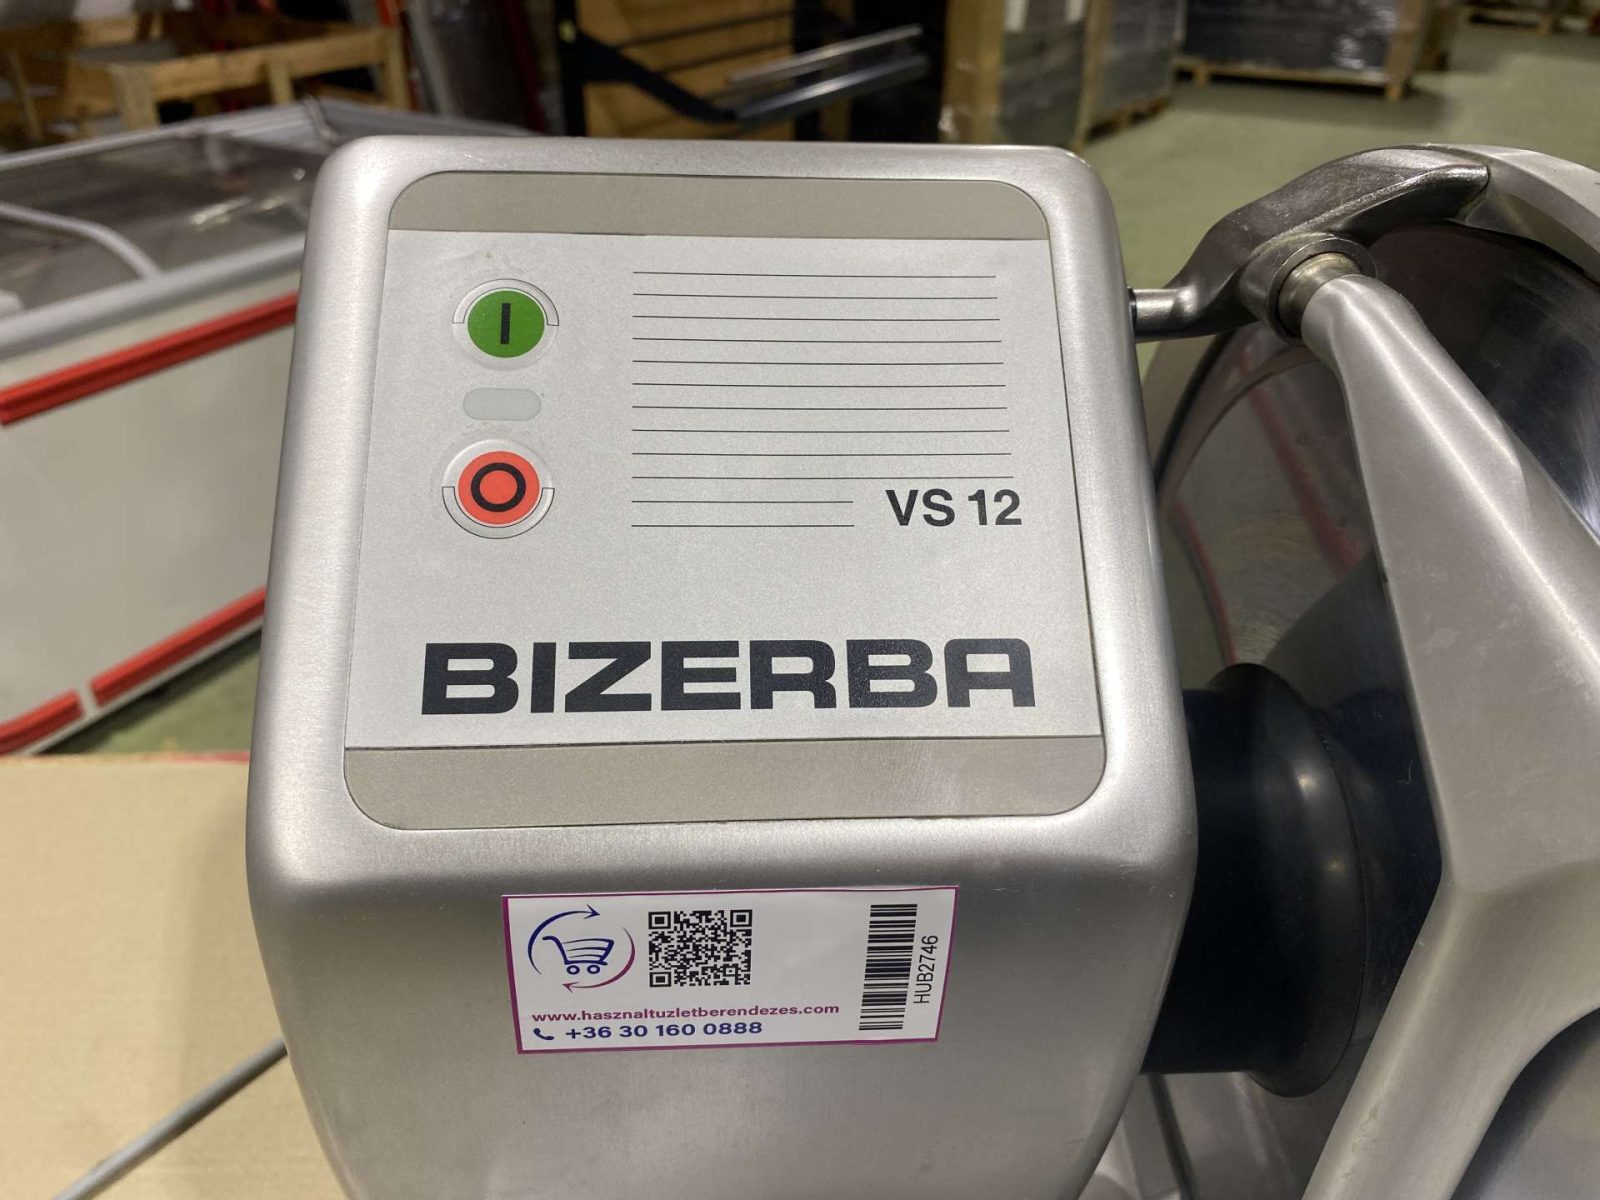 I
O
VS 12
BIZERBA
www.hasznaltuzletberendezes.com
+36 30 160 0888
HUB2746